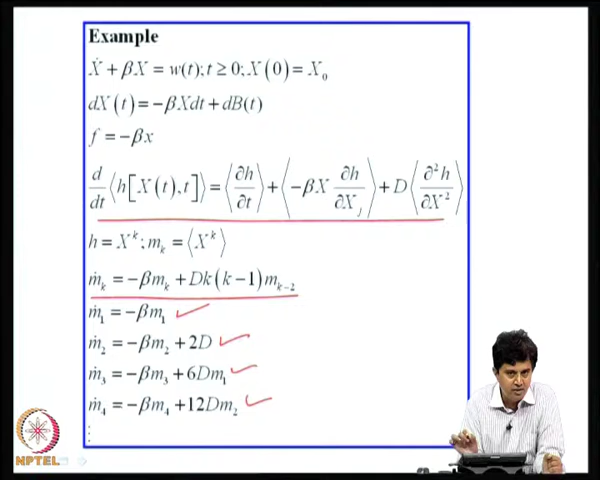 Example
Ẋ + βX = w(t); t ≥ 0; X(0) = X₀
dX(t) = −βXdt + dB(t)
f = −βx
d/dt ⟨h[X(t),t]⟩ = ⟨∂h/∂t⟩ + ⟨−βX ∂h/∂Xⱼ⟩ + D⟨∂²h/∂X²⟩
h = Xᵏ; mₖ = ⟨Xᵏ⟩
ṁₖ = −βmₖ + Dk(k−1)mₖ₋₂
ṁ₁ = −βm₁
ṁ₂ = −βm₂ + 2D
ṁ₃ = −βm₃ + 6Dm₁
ṁ₄ = −βm₄ + 12Dm₂
⋮
NPTEL